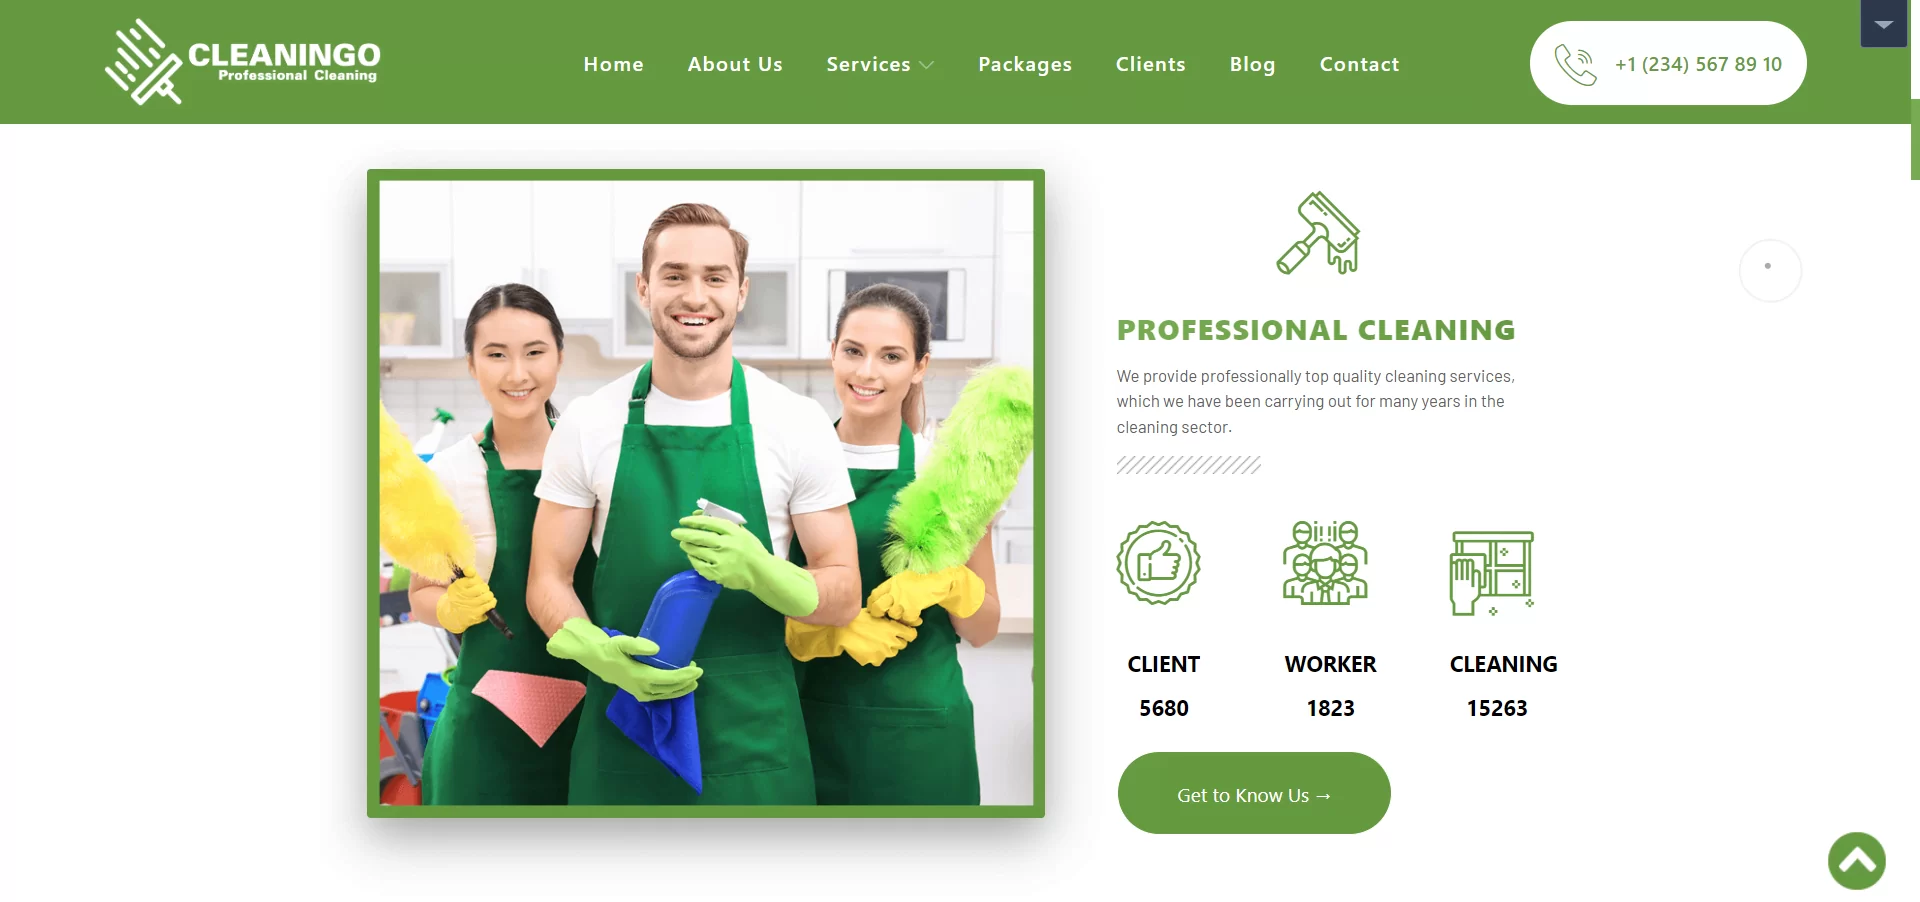 CLEANINGO
Professional Cleaning
Home
About Us
Services
Packages
Clients
Blog
Contact
+1 (234) 567 89 10
PROFESSIONAL CLEANING
We provide professionally top quality cleaning services,
which we have been carrying out for many years in the
cleaning sector.
CLIENT
5680
WORKER
1823
CLEANING
15263
Get to Know Us →